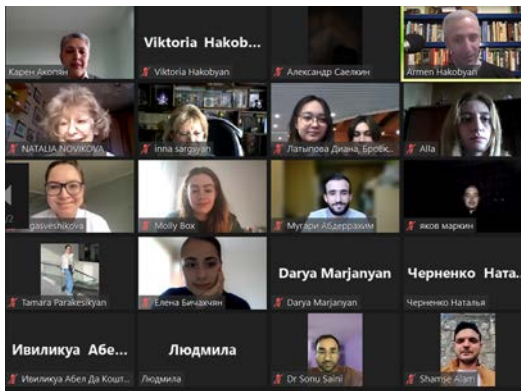 Viktoria Hakob...
Карен Акопян
Viktoria Hakobyan
Александр Саелкин
Armen Hakobyan
NATALIA NOVIKOVA
inna sargsyan
Латыпова Диана, Бровк...
Alla
gasveshikova
Molly Box
Мугари Абдеррахим
яков маркин
Darya Marjanyan
Черненко Ната...
Tamara Parakesikyan
Елена Бичахчян
Darya Marjanyan
Черненко Наталья
Ивиликуа Абе...
Людмила
Ивиликуа Абел Да Кошт...
Людмила
Dr Sonu Saini
Shamse Alam